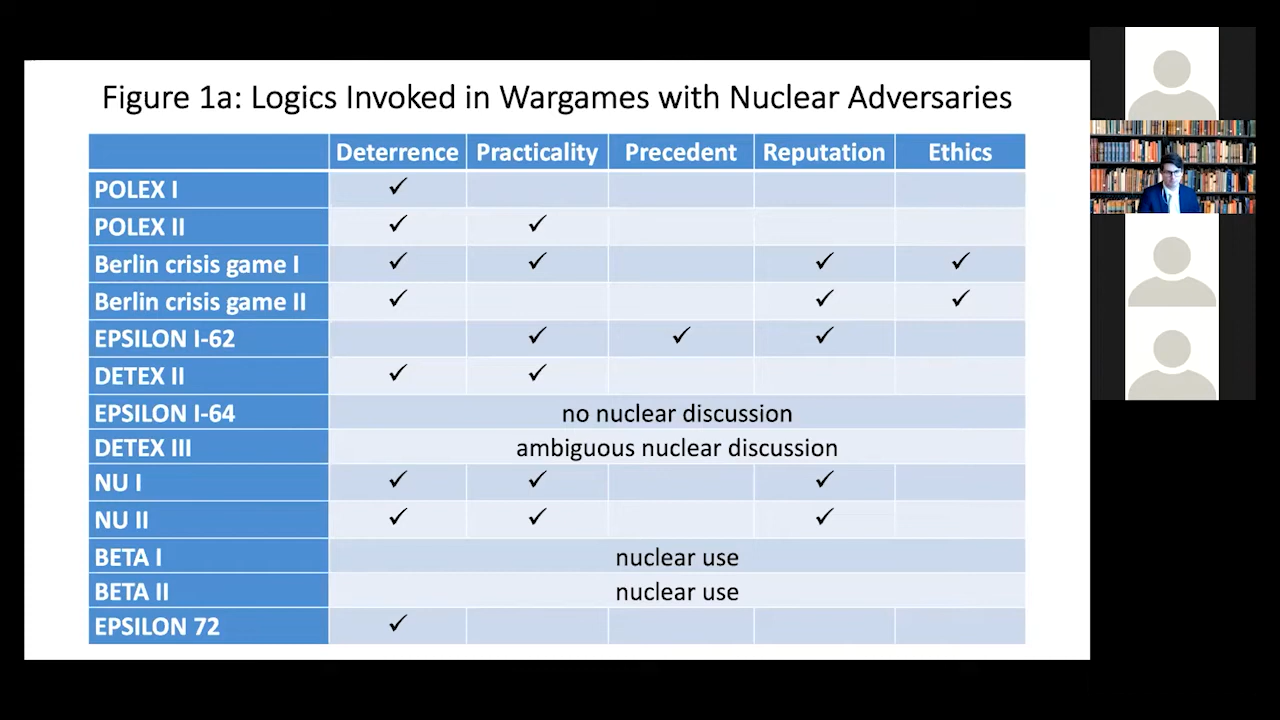 Figure 1a: Logics Invoked in Wargames with Nuclear Adversaries
Deterrence Practicality Precedent Reputation Ethics
POLEX I ✓
POLEX II ✓ ✓
Berlin crisis game I ✓ ✓ ✓ ✓
Berlin crisis game II ✓ ✓ ✓
EPSILON I-62 ✓ ✓ ✓
DETEX II ✓ ✓
EPSILON I-64 no nuclear discussion
DETEX III ambiguous nuclear discussion
NU I ✓ ✓ ✓
NU II ✓ ✓ ✓
BETA I nuclear use
BETA II nuclear use
EPSILON 72 ✓